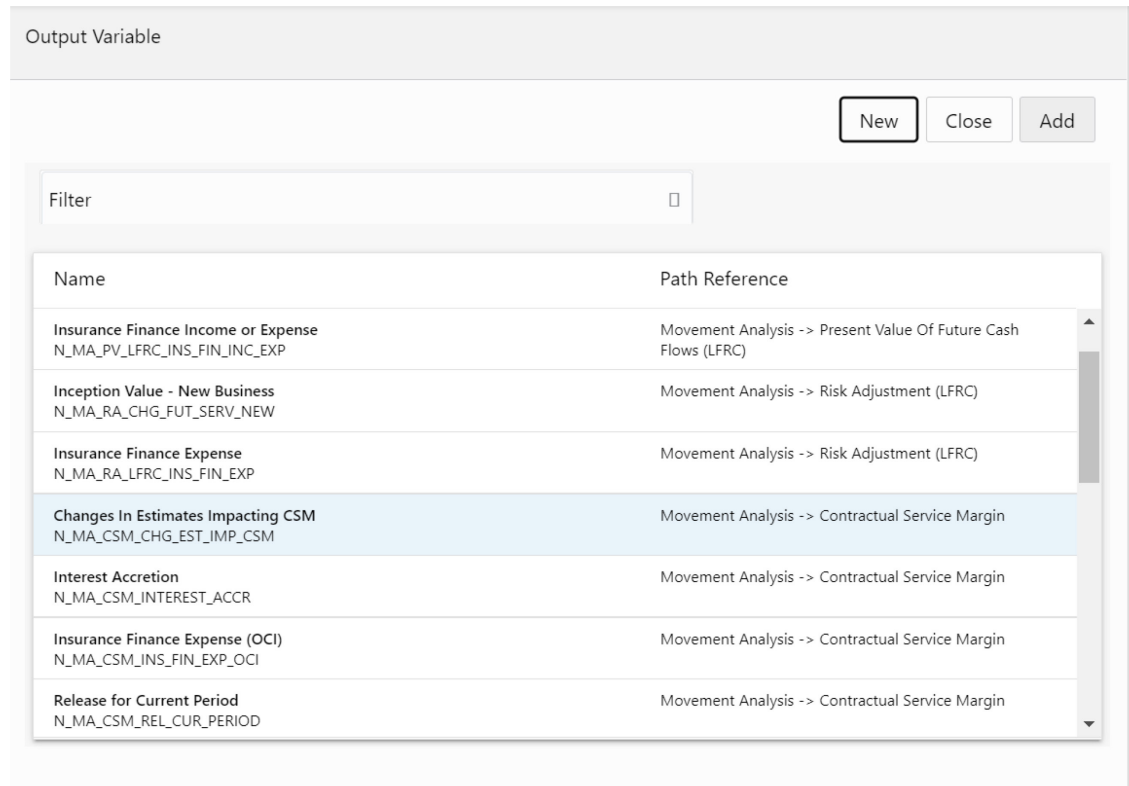 Output Variable
New Close Add
Filter
Name Path Reference
Insurance Finance Income or Expense Movement Analysis -> Present Value Of Future Cash
N_MA_PV_LFRC_INS_FIN_INC_EXP Flows (LFRC)
Inception Value - New Business Movement Analysis -> Risk Adjustment (LFRC)
N_MA_RA_CHG_FUT_SERV_NEW
Insurance Finance Expense Movement Analysis -> Risk Adjustment (LFRC)
N_MA_RA_LFRC_INS_FIN_EXP
Changes In Estimates Impacting CSM Movement Analysis -> Contractual Service Margin
N_MA_CSM_CHG_EST_IMP_CSM
Interest Accretion Movement Analysis -> Contractual Service Margin
N_MA_CSM_INTEREST_ACCR
Insurance Finance Expense (OCI) Movement Analysis -> Contractual Service Margin
N_MA_CSM_INS_FIN_EXP_OCI
Release for Current Period Movement Analysis -> Contractual Service Margin
N_MA_CSM_REL_CUR_PERIOD